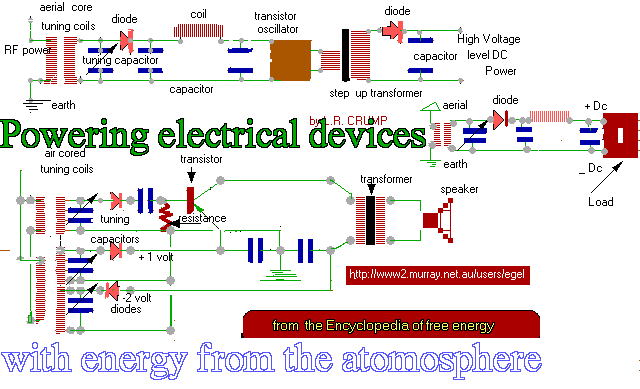 aerial core
tuning coils
diode
coil
transistor
oscillator
diode
RF power
tuning capacitor
High Voltage
level DC
Power
capacitor
capacitor
step up transformer
earth
by L.R. CRUMP
aerial
diode
+ Dc
Powering electrical devices
earth
_ Dc
Load
air cored
tuning coils
transistor
transformer
speaker
resistance
tuning
capacitors
+ 1 volt
-2 volt
diodes
http://www2.murray.net.au/users/egel
from the Encyclopedia of free energy
with energy from the atomosphere